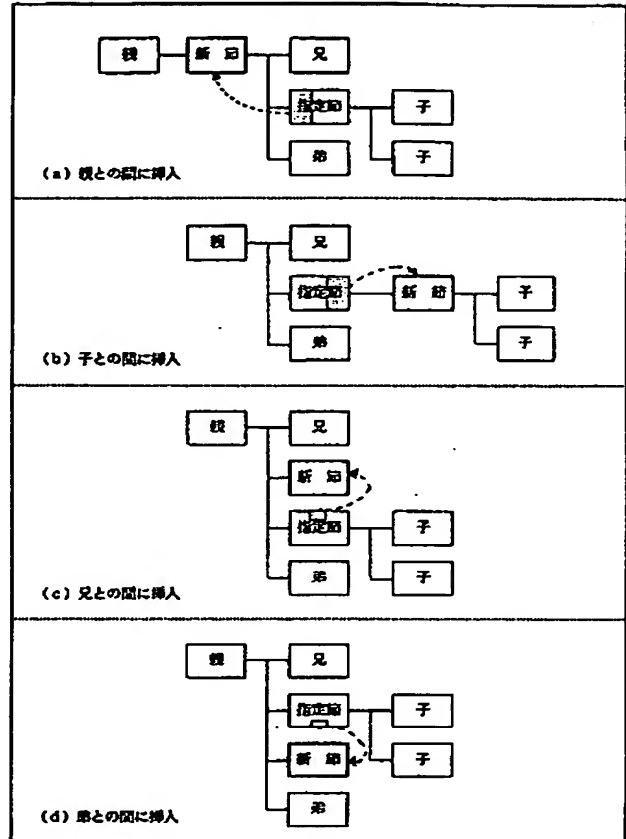 親 新 節 兄
指定節 子
弟 子
(a) 親との間に挿入
親 兄
指定節 新 節 子
弟 子
(b) 子との間に挿入
親 兄
新 節
指定節 子
弟 子
(c) 兄との間に挿入
親 兄
指定節 子
新 節 子
弟
(d) 弟との間に挿入